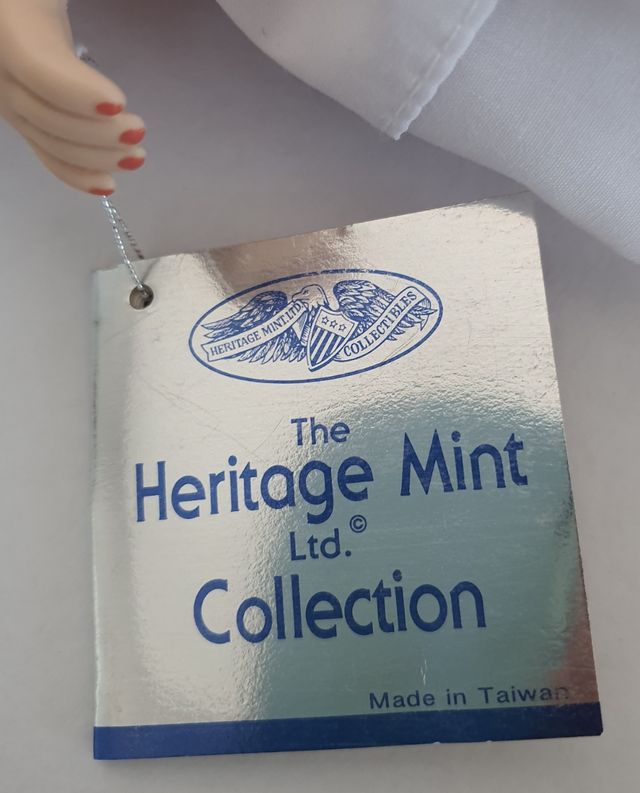 HERITAGE MINT LTD. COLLECTIBLES
The
Heritage Mint
Ltd.©
Collection
Made in Taiwan